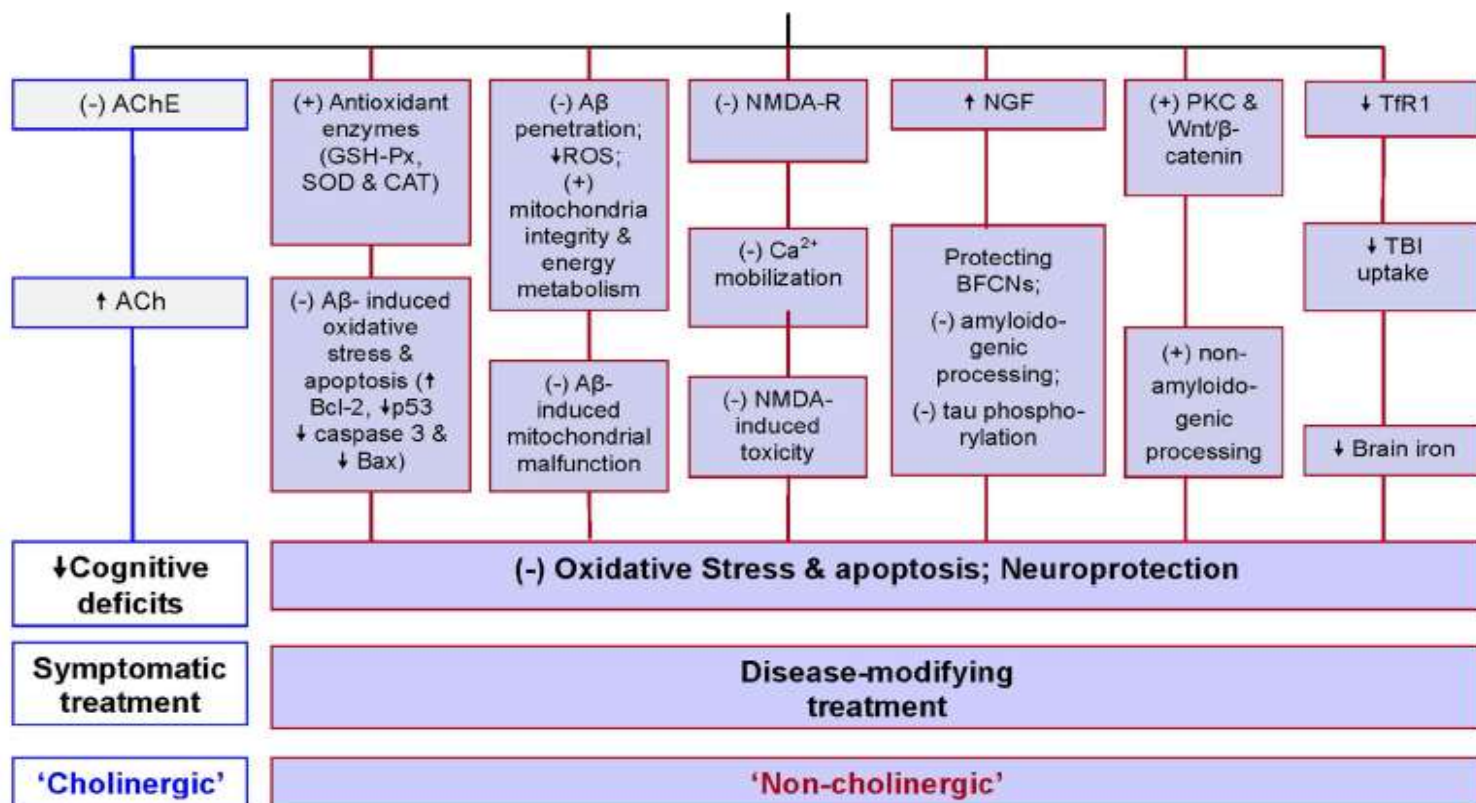 (-) AChE
↑ ACh
(+) Antioxidant
enzymes
(GSH-Px,
SOD & CAT)
(-) Aβ- induced
oxidative
stress &
apoptosis (↑
Bcl-2, ↓p53
↓ caspase 3 &
↓ Bax)
(-) Aβ
penetration;
↓ROS;
(+)
mitochondria
integrity &
energy
metabolism
(-) Aβ-
induced
mitochondrial
malfunction
(-) NMDA-R
(-) Ca²⁺
mobilization
(-) NMDA-
induced
toxicity
↑ NGF
Protecting
BFCNs;
(-) amyloido-
genic
processing;
(-) tau phospho-
rylation
(+) PKC &
Wnt/β-
catenin
(+) non-
amyloido-
genic
processing
↓ TfR1
↓ TBI
uptake
↓ Brain iron
↓Cognitive
deficits
(-) Oxidative Stress & apoptosis; Neuroprotection
Symptomatic
treatment
Disease-modifying
treatment
‘Cholinergic’
‘Non-cholinergic’